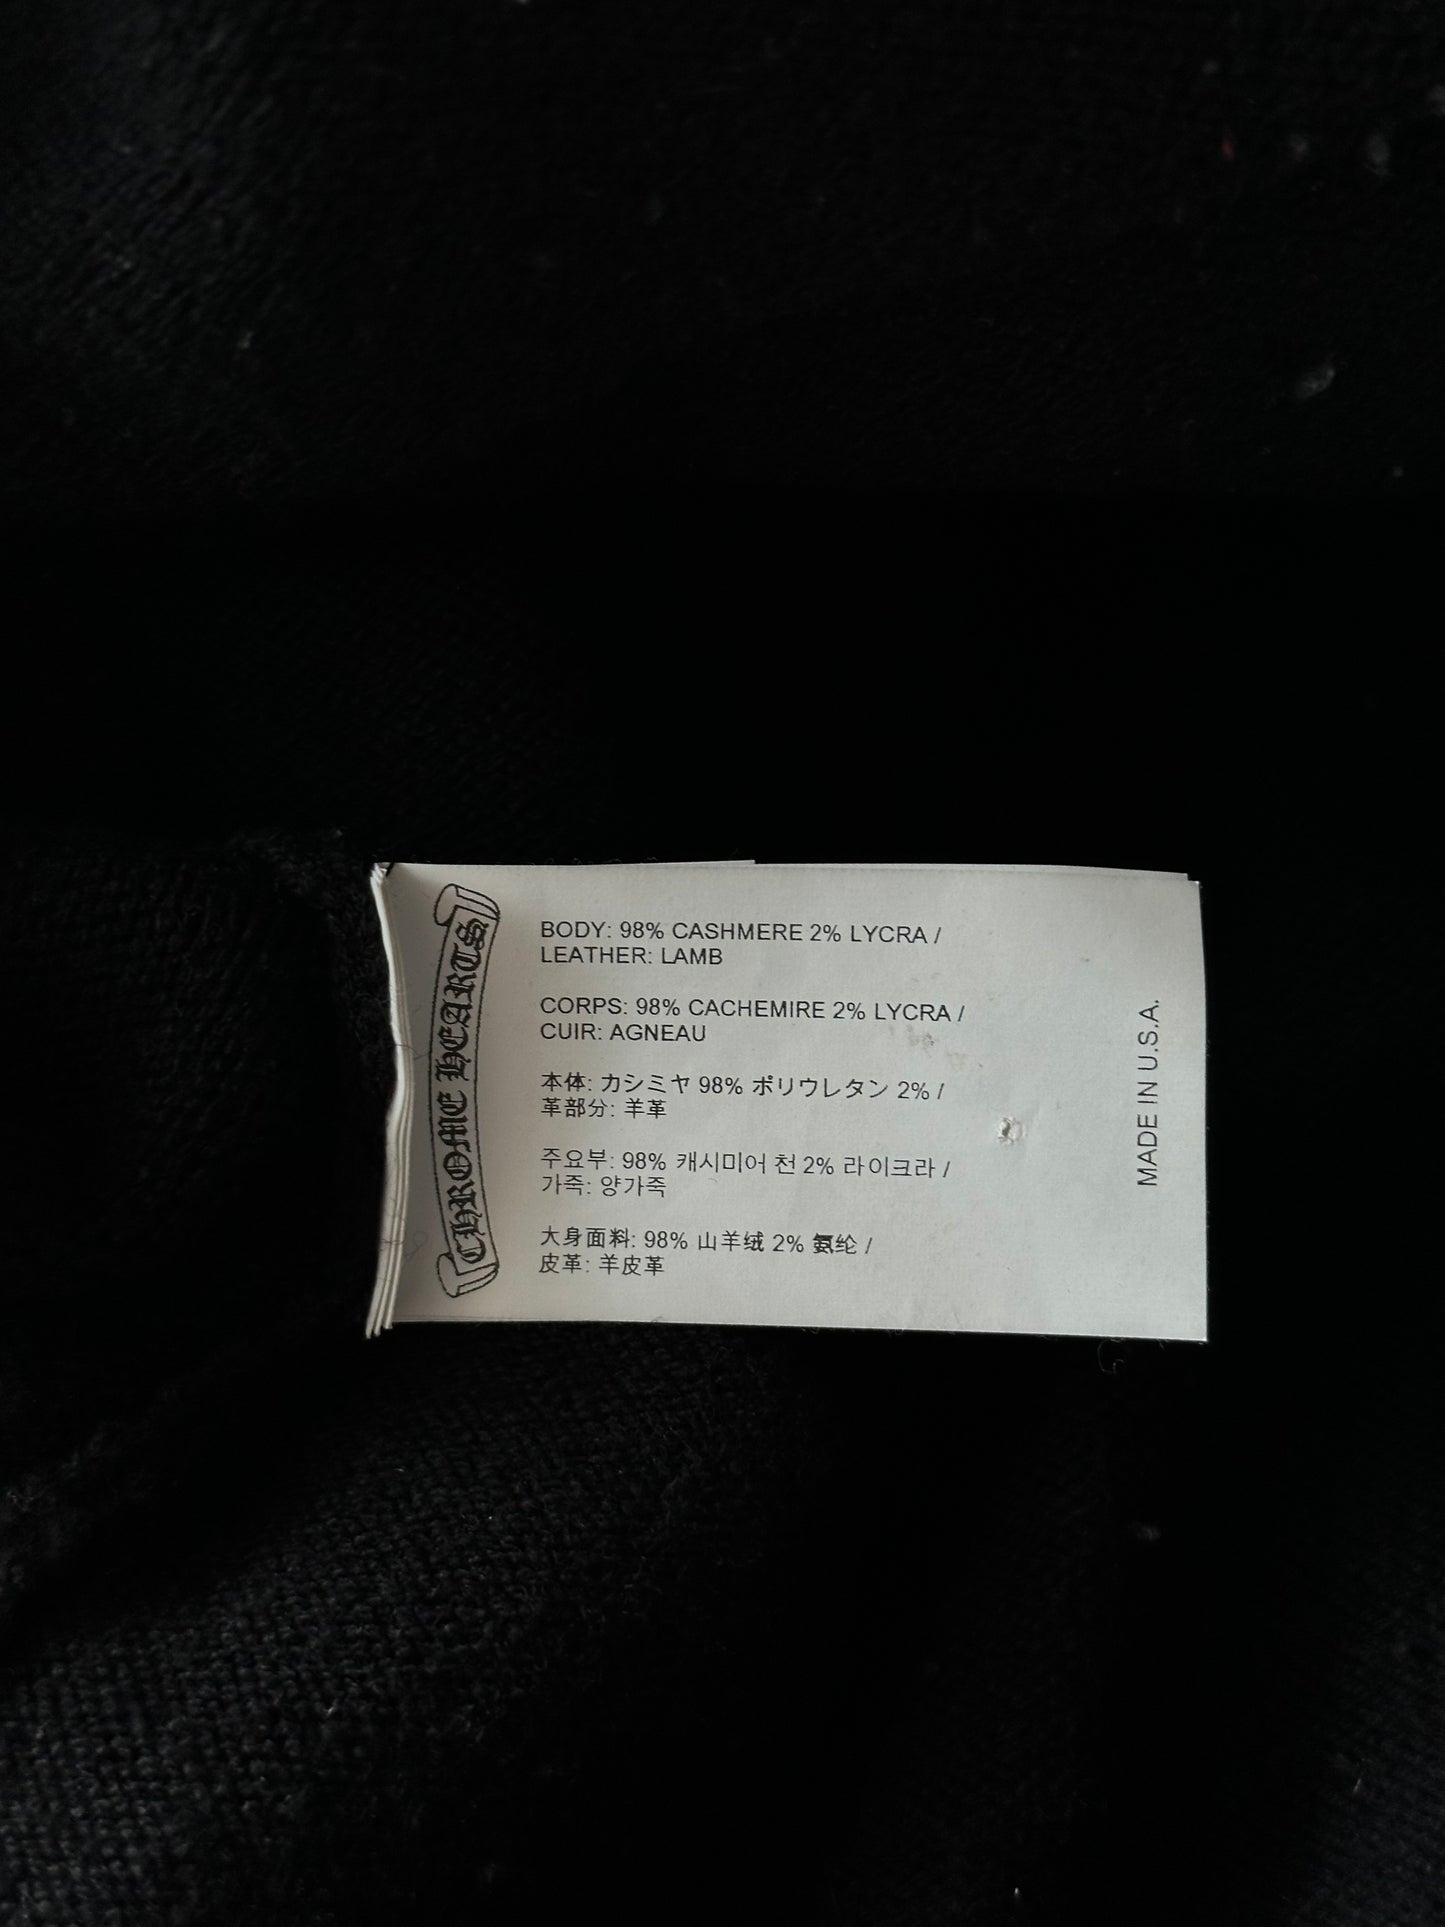 CHROME HEARTS
BODY: 98% CASHMERE 2% LYCRA /
LEATHER: LAMB
CORPS: 98% CACHEMIRE 2% LYCRA /
CUIR: AGNEAU
本体: カシミヤ 98% ポリウレタン 2% /
革部分: 羊革
주요부: 98% 캐시미어 천 2% 라이크라 /
가죽: 양가죽
大身面料: 98% 山羊绒 2% 氨纶 /
皮革: 羊皮革
MADE IN U.S.A.